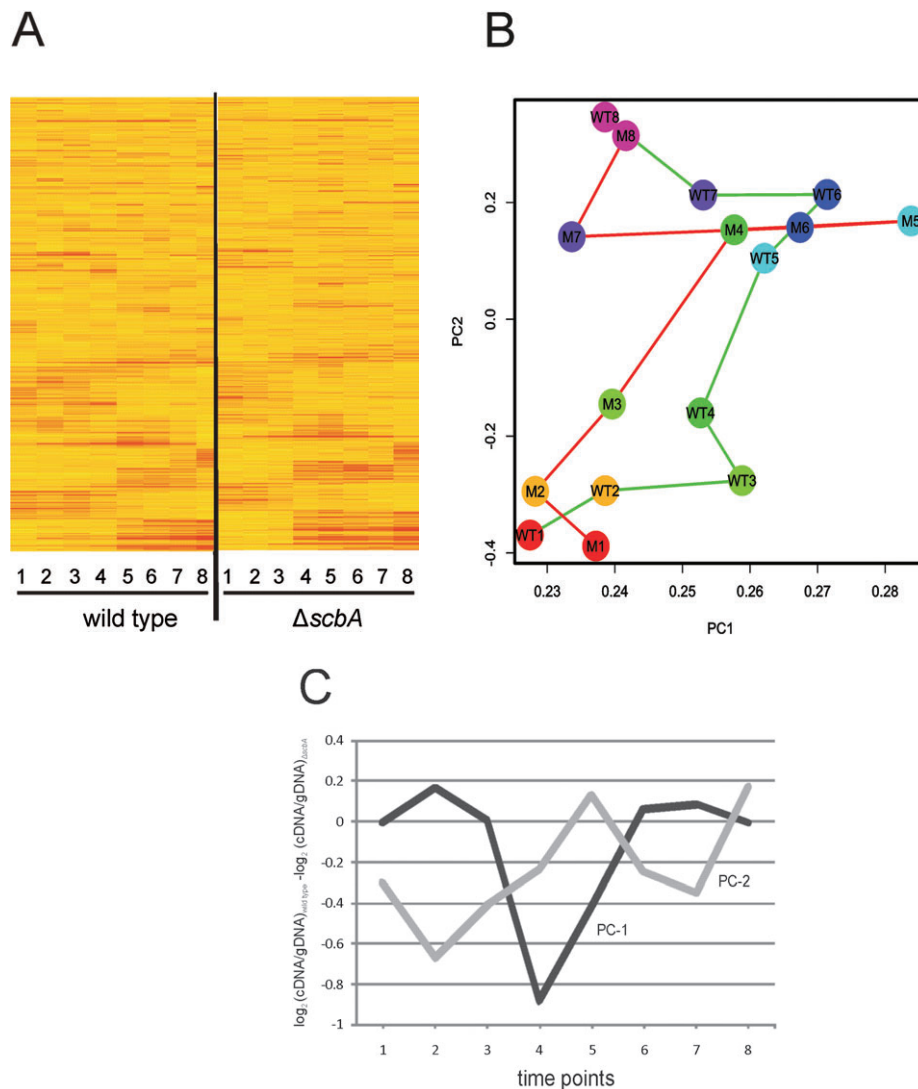 A
1 2 3 4 5 6 7 8 1 2 3 4 5 6 7 8
wild type ΔscbA
B
PC2
0.2
0.0
-0.2
-0.4
WT8
M8
WT7
WT6
M7
M4
M6
M5
WT5
M3
WT4
WT3
M2
WT2
WT1
M1
0.23 0.24 0.25 0.26 0.27 0.28
PC1
C
log2 (cDNA/gDNA)wild type -log2 (cDNA/gDNA)ΔscbA
0.4
0.2
0
-0.2
-0.4
-0.6
-0.8
-1
PC-1
PC-2
1 2 3 4 5 6 7 8
time points